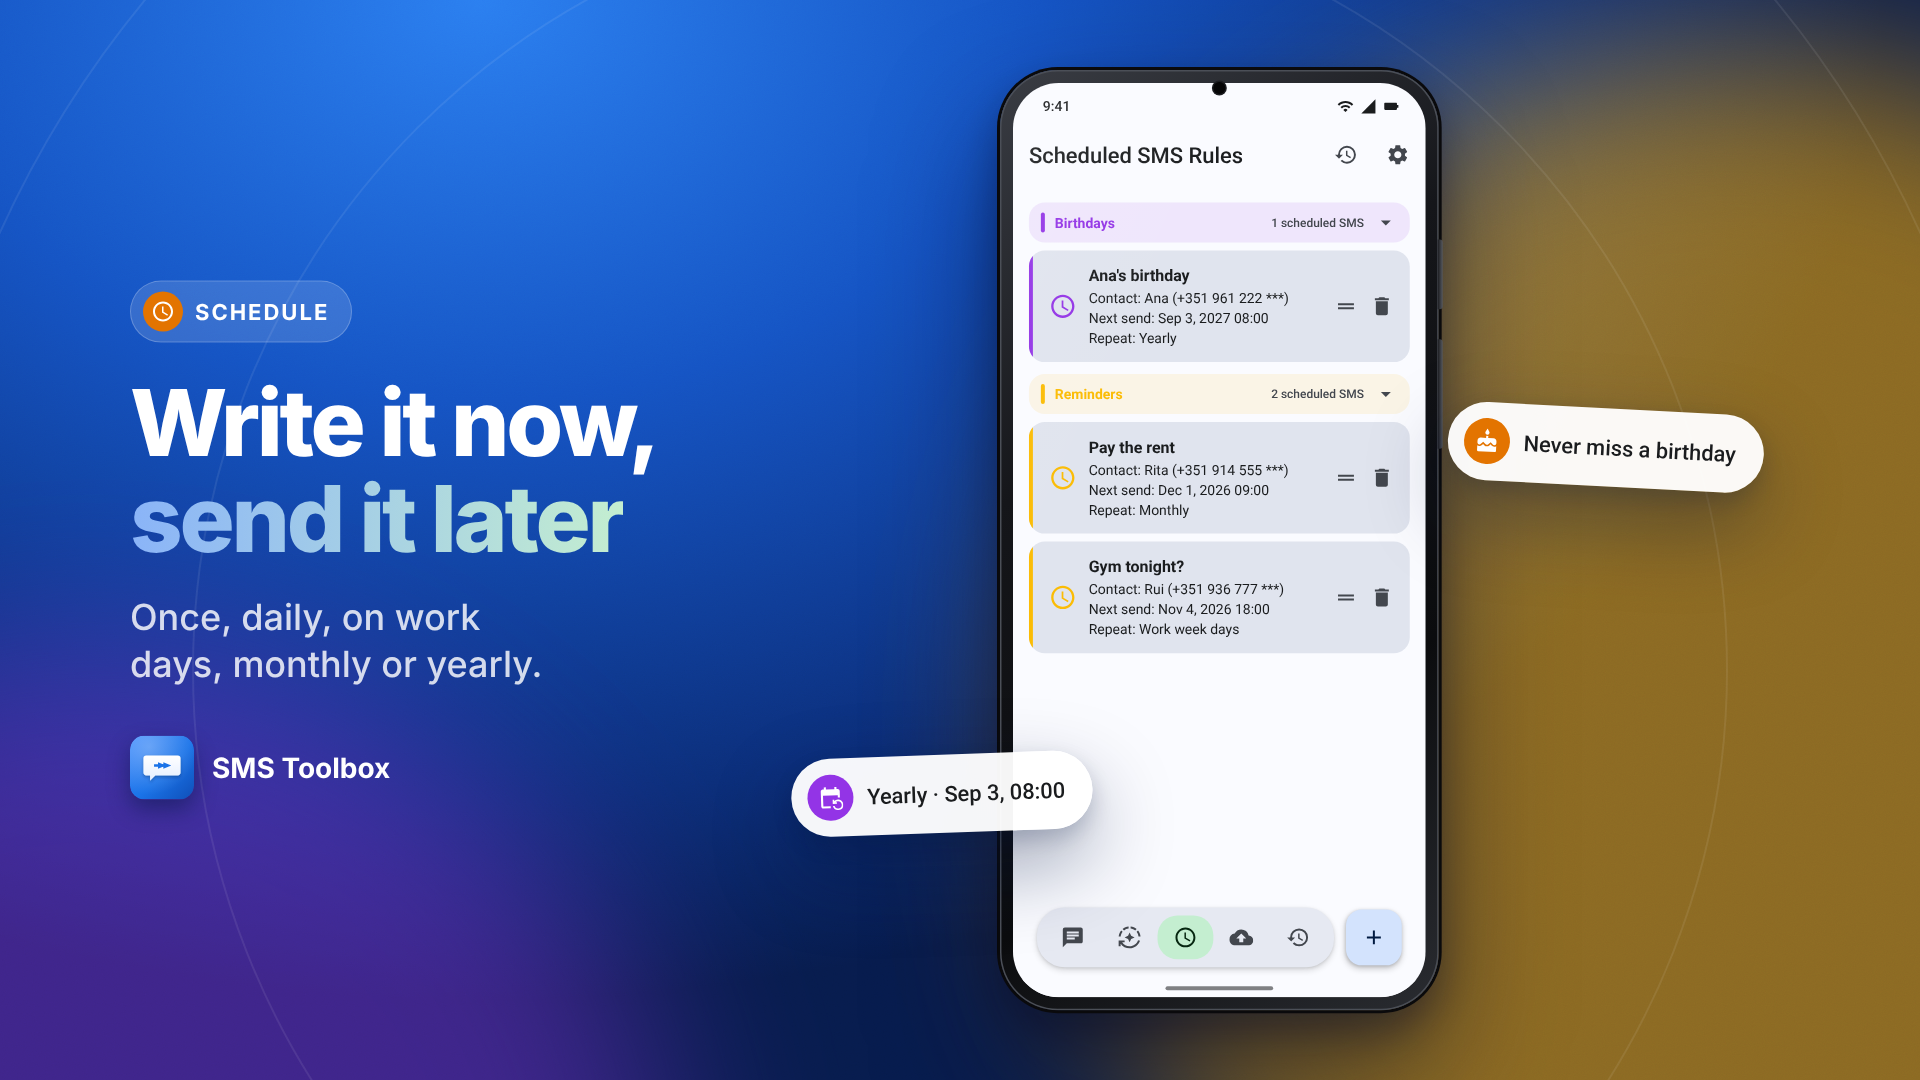 SCHEDULE
Write it now,
send it later
Once, daily, on work
days, monthly or yearly.
SMS Toolbox
9:41
Scheduled SMS Rules
Birthdays
1 scheduled SMS
Ana's birthday
Contact: Ana (+351 961 222 ***)
Next send: Sep 3, 2027 08:00
Repeat: Yearly
Reminders
2 scheduled SMS
Pay the rent
Contact: Rita (+351 914 555 ***)
Next send: Dec 1, 2026 09:00
Repeat: Monthly
Gym tonight?
Contact: Rui (+351 936 777 ***)
Next send: Nov 4, 2026 18:00
Repeat: Work week days
Never miss a birthday
Yearly · Sep 3, 08:00